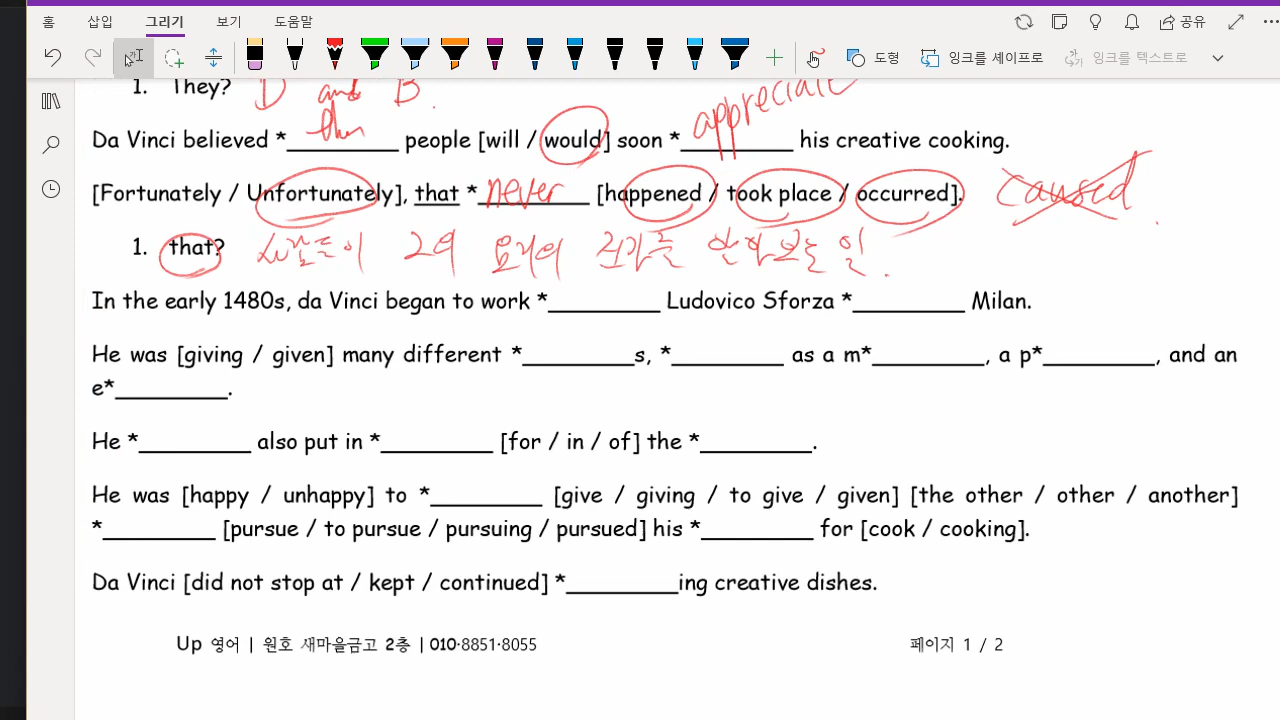 홈 삽입 그리기 보기 도움말 공유
도형 잉크를 셰이프로 잉크를 텍스트로
1. They? D and B.
appreciate
Da Vinci believed *_________ people [will / would] soon *_________ his creative cooking.
[Fortunately / Unfortunately], that *never [happened / took place / occurred]. caused
1. that? 사람들이 그의 요리의 진가를 알아보는 일.
In the early 1480s, da Vinci began to work *_________ Ludovico Sforza *_________ Milan.
He was [giving / given] many different *_________s, *_________ as a m*_________, a p*_________, and an
e*_________.
He *_________ also put in *_________ [for / in / of] the *_________.
He was [happy / unhappy] to *_________ [give / giving / to give / given] [the other / other / another]
*_________ [pursue / to pursue / pursuing / pursued] his *_________ for [cook / cooking].
Da Vinci [did not stop at / kept / continued] *_________ing creative dishes.
Up 영어 | 원호 새마을금고 2층 | 010·8851·8055 페이지 1 / 2